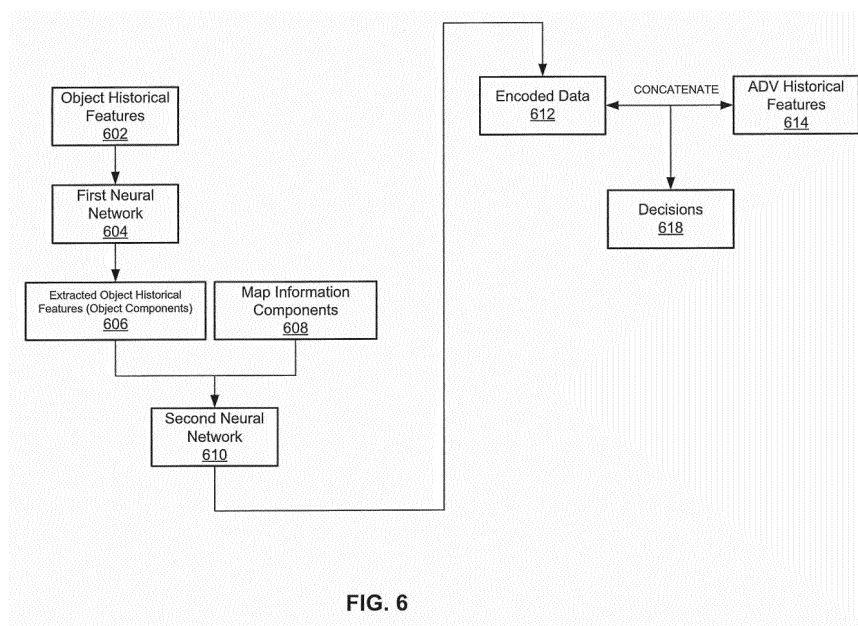 Object Historical
Features
602
First Neural
Network
604
Extracted Object Historical
Features (Object Components)
606
Map Information
Components
608
Second Neural
Network
610
Encoded Data
612
CONCATENATE
ADV Historical
Features
614
Decisions
618
FIG. 6